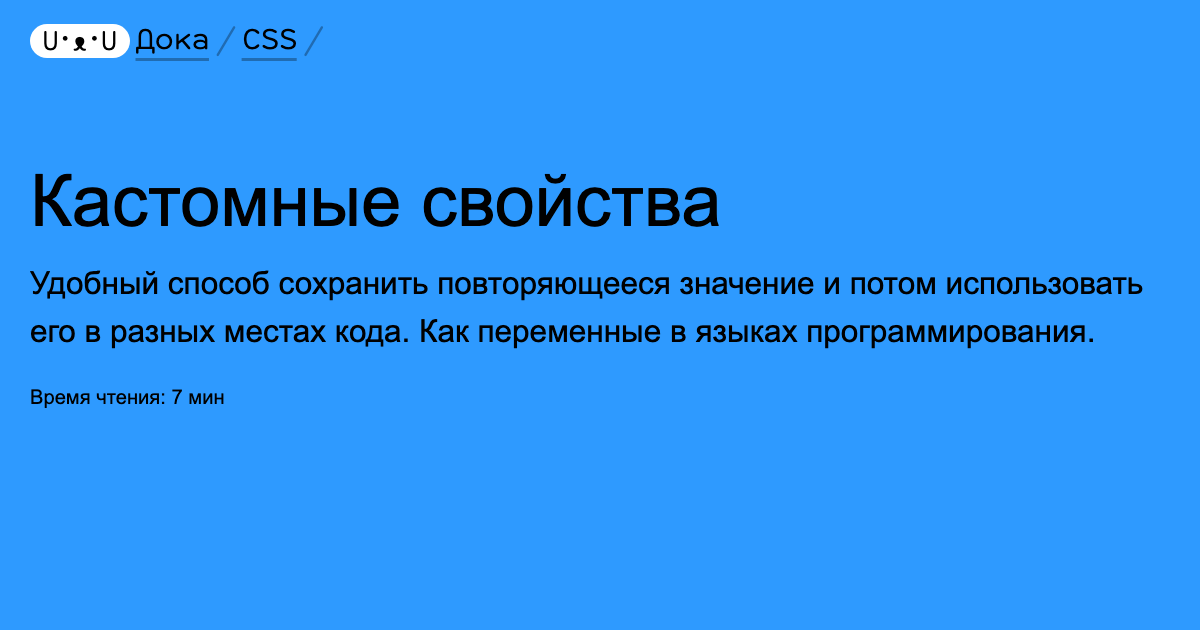 U·ᴥ·U Дока / CSS /
Кастомные свойства
Удобный способ сохранить повторяющееся значение и потом использовать
его в разных местах кода. Как переменные в языках программирования.
Время чтения: 7 мин